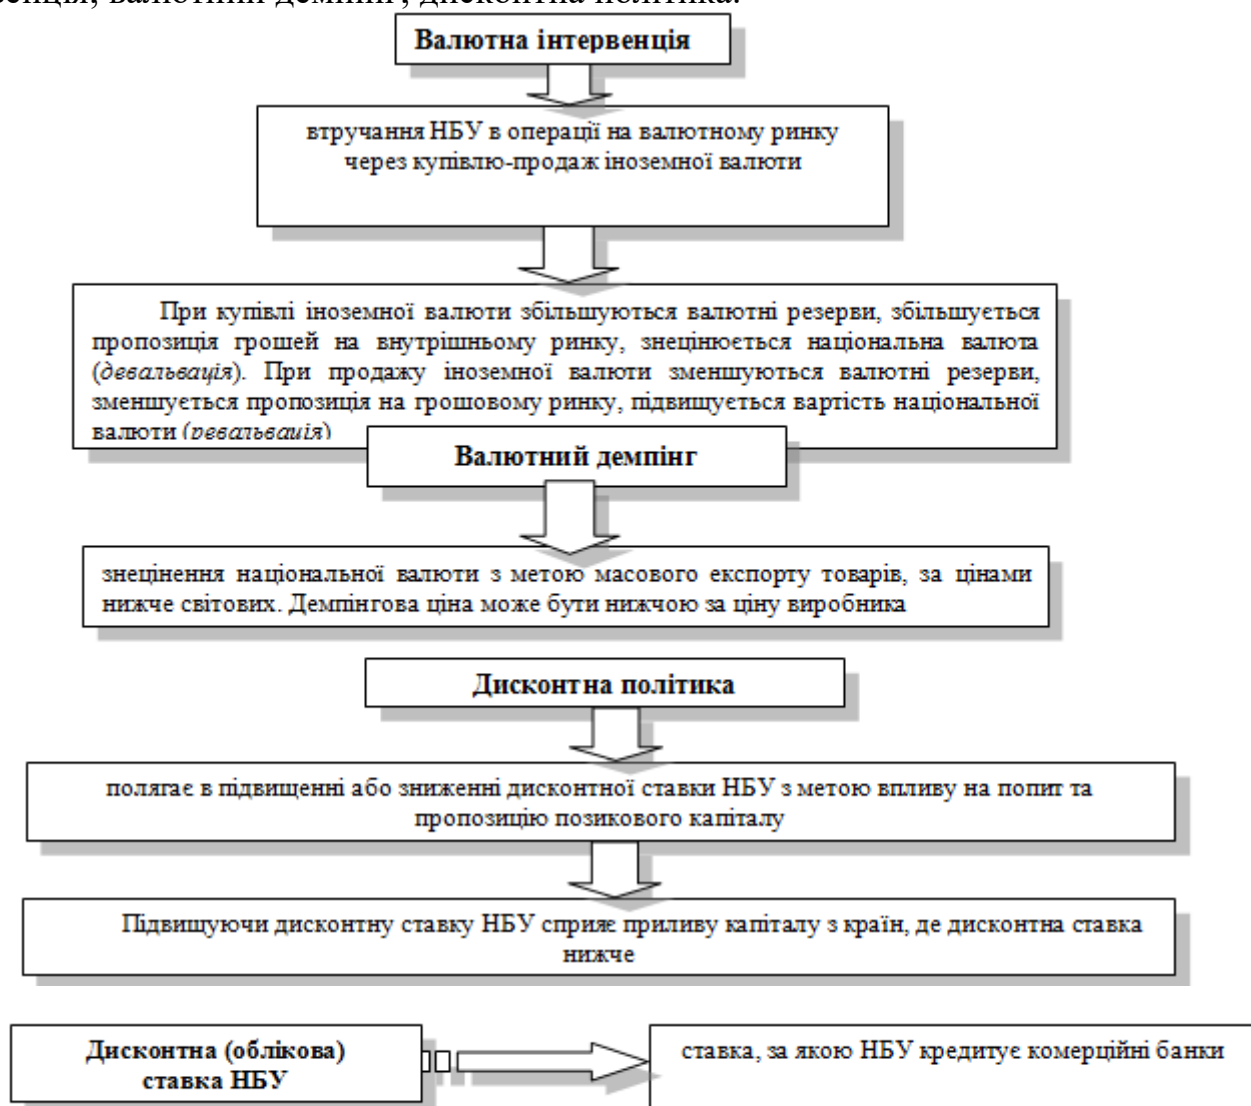 валютний демпінг, дисконтна політика.
Валютна інтервенція
втручання НБУ в операції на валютному ринку
через купівлю-продаж іноземної валюти
При купівлі іноземної валюти збільшуються валютні резерви, збільшується
пропозиція грошей на внутрішньому ринку, знецінюється національна валюта
(девальвація). При продажу іноземної валюти зменшуються валютні резерви,
зменшується пропозиція на грошовому ринку, підвищується вартість національної
валюти (ревальвація)
Валютний демпінг
знецінення національної валюти з метою масового експорту товарів, за цінами
нижче світових. Демпінгова ціна може бути нижчою за ціну виробника
Дисконтна політика
полягає в підвищенні або зниженні дисконтної ставки НБУ з метою впливу на попит та
пропозицію позикового капіталу
Підвищуючи дисконтну ставку НБУ сприяє приливу капіталу з країн, де дисконтна ставка
нижче
Дисконтна (облікова)
ставка НБУ
ставка, за якою НБУ кредитує комерційні банки